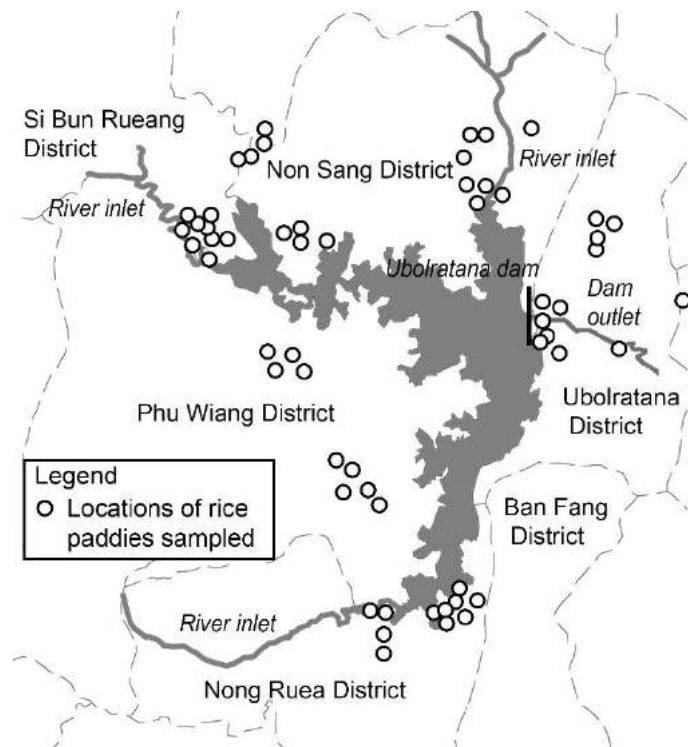 Si Bun Rueang
District
Non Sang District
River inlet
River inlet
Ubolratana dam
Dam
outlet
Phu Wiang District
Ubolratana
District
Legend
Locations of rice
paddies sampled
Ban Fang
District
River inlet
Nong Ruea District